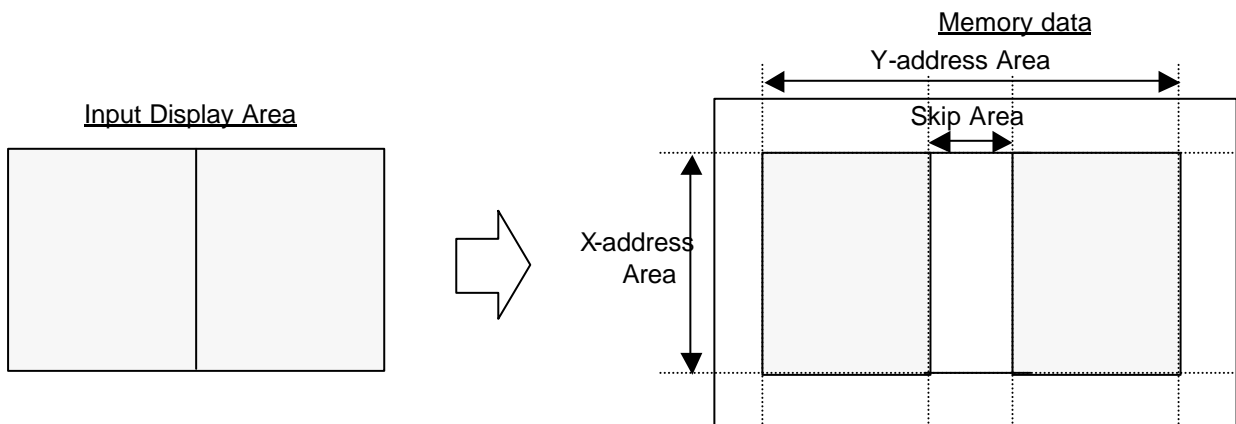 Memory data
Y-address Area
Input Display Area
Skip Area
X-address
Area